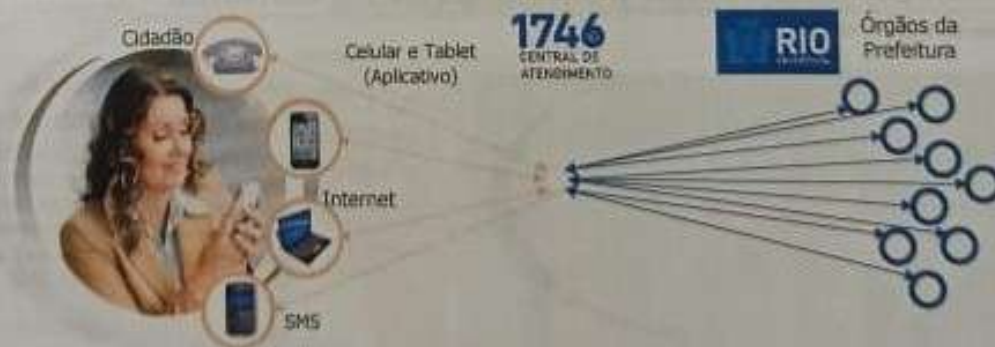 Cidadão
Celular e Tablet
(Aplicativo)
1746
CENTRAL DE
ATENDIMENTO
RIO
Órgãos da
Prefeitura
Internet
SMS